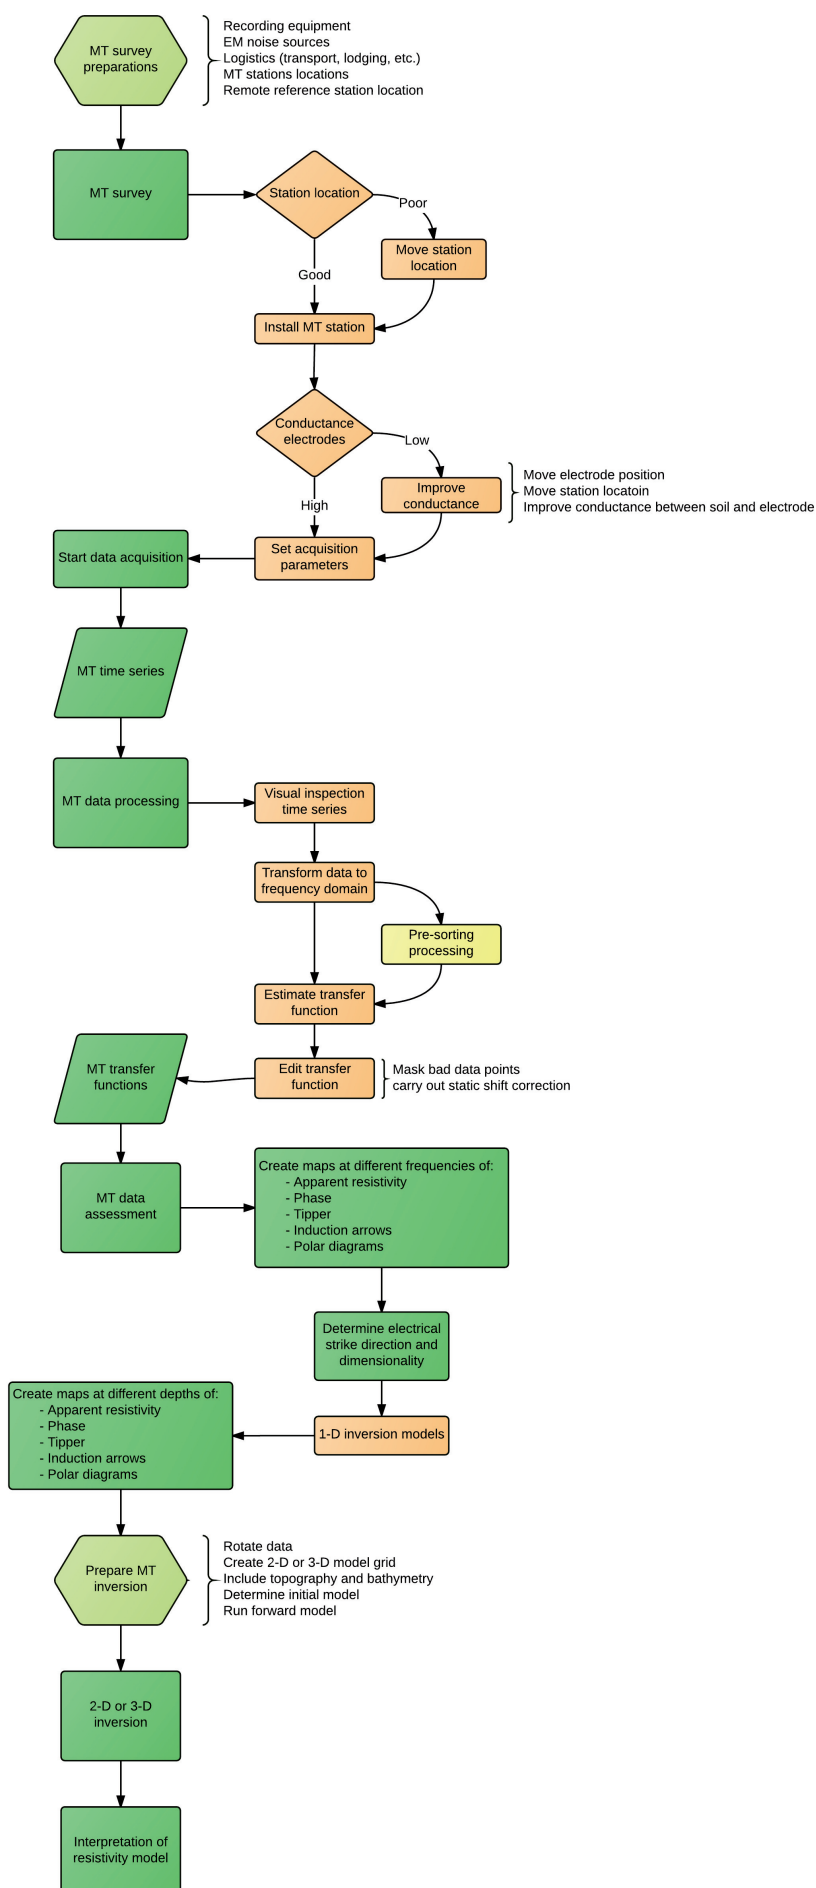 MT survey
preparations
Recording equipment
EM noise sources
Logistics (transport, lodging, etc.)
MT stations locations
Remote reference station location
MT survey
Station location
Poor
Move station
location
Good
Install MT station
Conductance
electrodes
Low
Improve
conductance
Move electrode position
Move station locatoin
Improve conductance between soil and electrode
High
Set acquisition
parameters
Start data acquisition
MT time series
MT data processing
Visual inspection
time series
Transform data to
frequency domain
Pre-sorting
processing
Estimate transfer
function
Edit transfer
function
Mask bad data points
carry out static shift correction
MT transfer
functions
MT data
assessment
Create maps at different frequencies of:
- Apparent resistivity
- Phase
- Tipper
- Induction arrows
- Polar diagrams
Determine electrical
strike direction and
dimensionality
1-D inversion models
Create maps at different depths of:
- Apparent resistivity
- Phase
- Tipper
- Induction arrows
- Polar diagrams
Prepare MT
inversion
Rotate data
Create 2-D or 3-D model grid
Include topography and bathymetry
Determine initial model
Run forward model
2-D or 3-D
inversion
Interpretation of
resistivity model